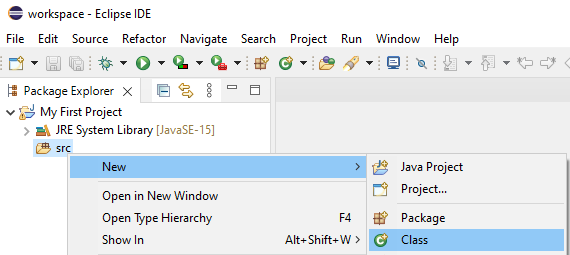 workspace - Eclipse IDE
File Edit Source Refactor Navigate Search Project Run Window Help
Package Explorer
My First Project
JRE System Library [JavaSE-15]
src
New
Java Project
Project...
Open in New Window
Open Type Hierarchy F4
Package
Show In Alt+Shift+W
Class